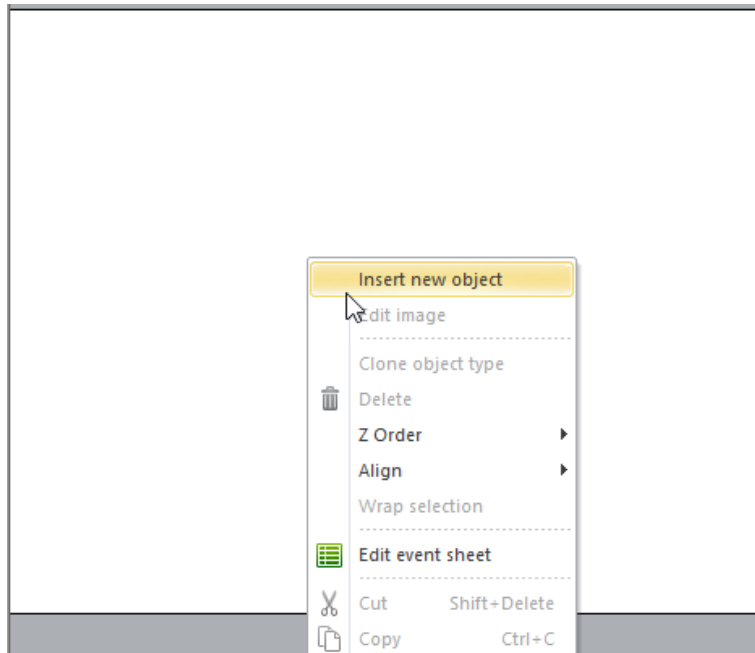 Insert new object
Edit image
Clone object type
Delete
Z Order
Align
Wrap selection
Edit event sheet
Cut Shift+Delete
Copy Ctrl+C